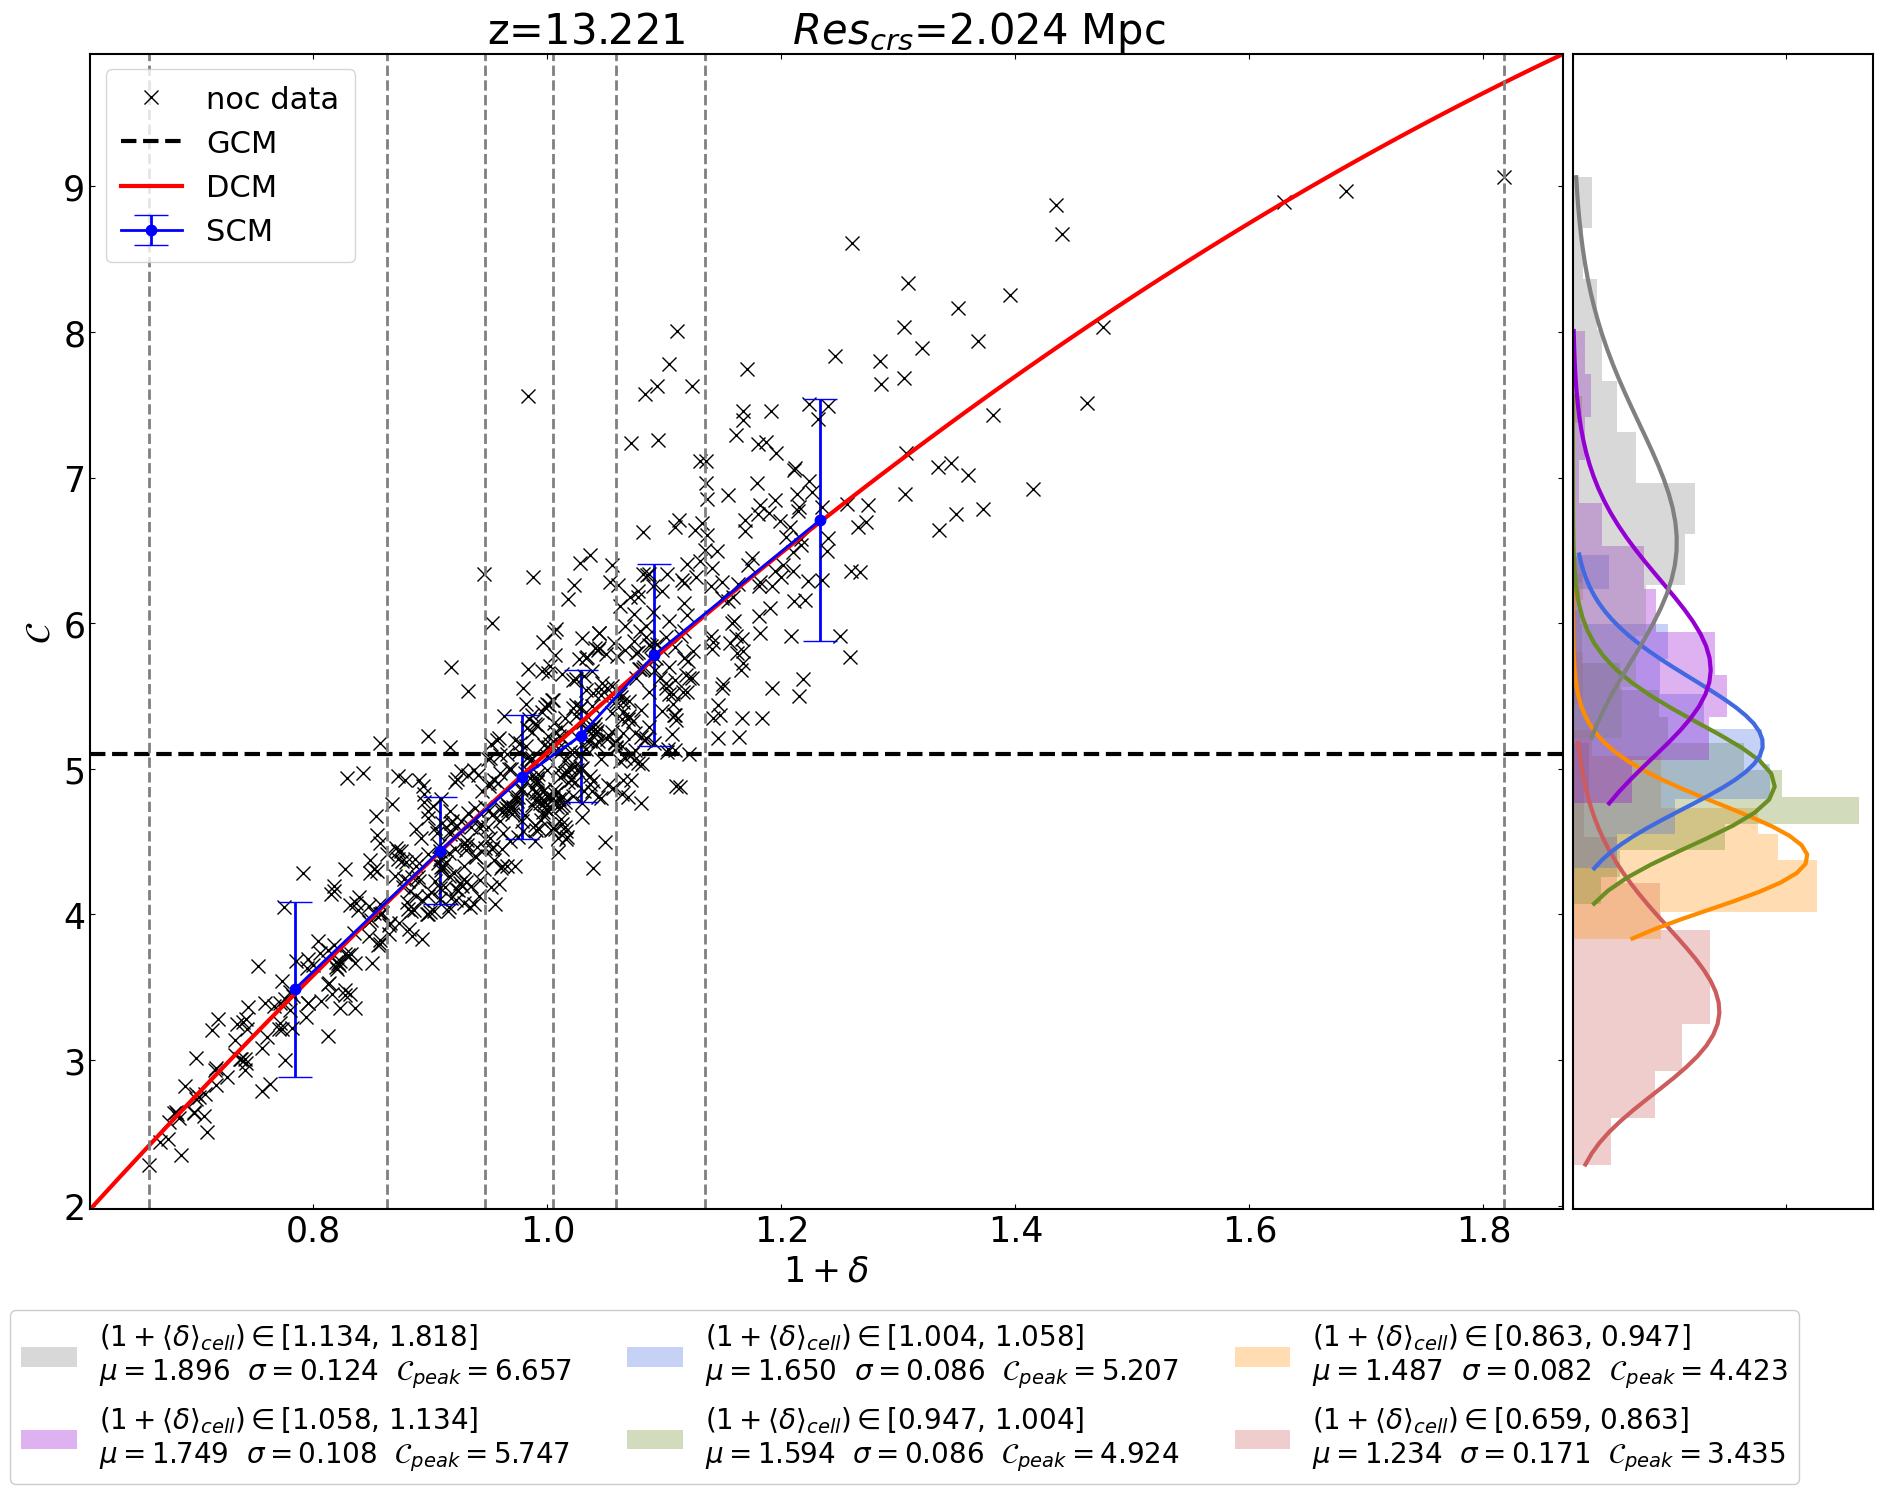 z=13.221 Res_crs=2.024 Mpc
noc data
GCM
DCM
SCM
9
8
7
6
5
4
3
2
𝒞
0.8 1.0 1.2 1.4 1.6 1.8
1 + δ
(1 + ⟨δ⟩_cell) ∈ [1.134, 1.818]
μ = 1.896 σ = 0.124 𝒞_peak = 6.657
(1 + ⟨δ⟩_cell) ∈ [1.058, 1.134]
μ = 1.749 σ = 0.108 𝒞_peak = 5.747
(1 + ⟨δ⟩_cell) ∈ [1.004, 1.058]
μ = 1.650 σ = 0.086 𝒞_peak = 5.207
(1 + ⟨δ⟩_cell) ∈ [0.947, 1.004]
μ = 1.594 σ = 0.086 𝒞_peak = 4.924
(1 + ⟨δ⟩_cell) ∈ [0.863, 0.947]
μ = 1.487 σ = 0.082 𝒞_peak = 4.423
(1 + ⟨δ⟩_cell) ∈ [0.659, 0.863]
μ = 1.234 σ = 0.171 𝒞_peak = 3.435